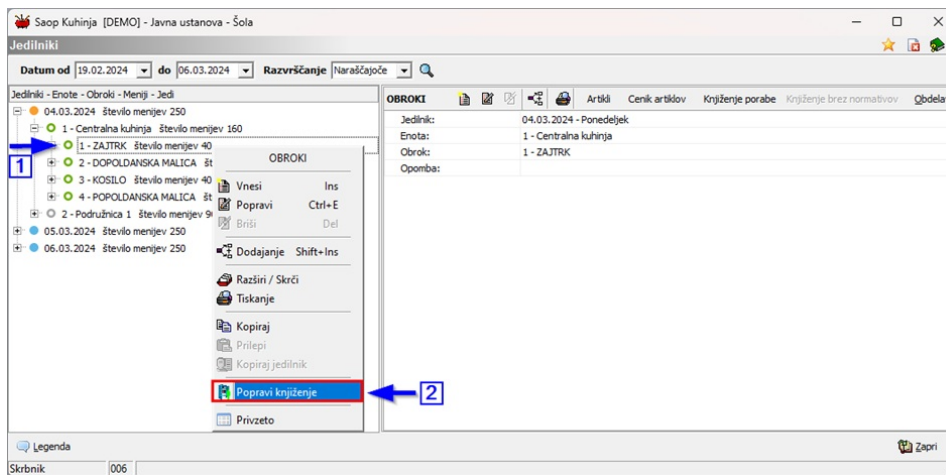 Saop Kuhinja [DEMO] - Javna ustanova - Šola
Jedilniki
Datum od 19.02.2024 do 06.03.2024 Razvrščanje Naraščajoče
Jedilniki - Enote - Obroki - Meniji - Jedi
04.03.2024 število menijev 250
1 - Centralna kuhinja število menijev 160
1 - ZAJTRK število menijev 40
2 - DOPOLDANSKA MALICA št
3 - KOSILO število menijev 40
4 - POPOLDANSKA MALICA št
2 - Podružnica 1 število menijev 9
05.03.2024 število menijev 250
06.03.2024 število menijev 250
1
OBROKI
Vnesi Ins
Popravi Ctrl+E
Briši Del
Dodajanje Shift+Ins
Razširi / Skrči
Tiskanje
Kopiraj
Prilepi
Kopiraj jedilnik
Popravi knjiženje
Privzeto
2
OBROKI Artikli Cenik artiklov Knjiženje porabe Knjiženje brez normativov Obdela
Jedilnik: 04.03.2024 - Ponedeljek
Enota: 1 - Centralna kuhinja
Obrok: 1 - ZAJTRK
Opomba:
Legenda
Zapri
Skrbnik 006